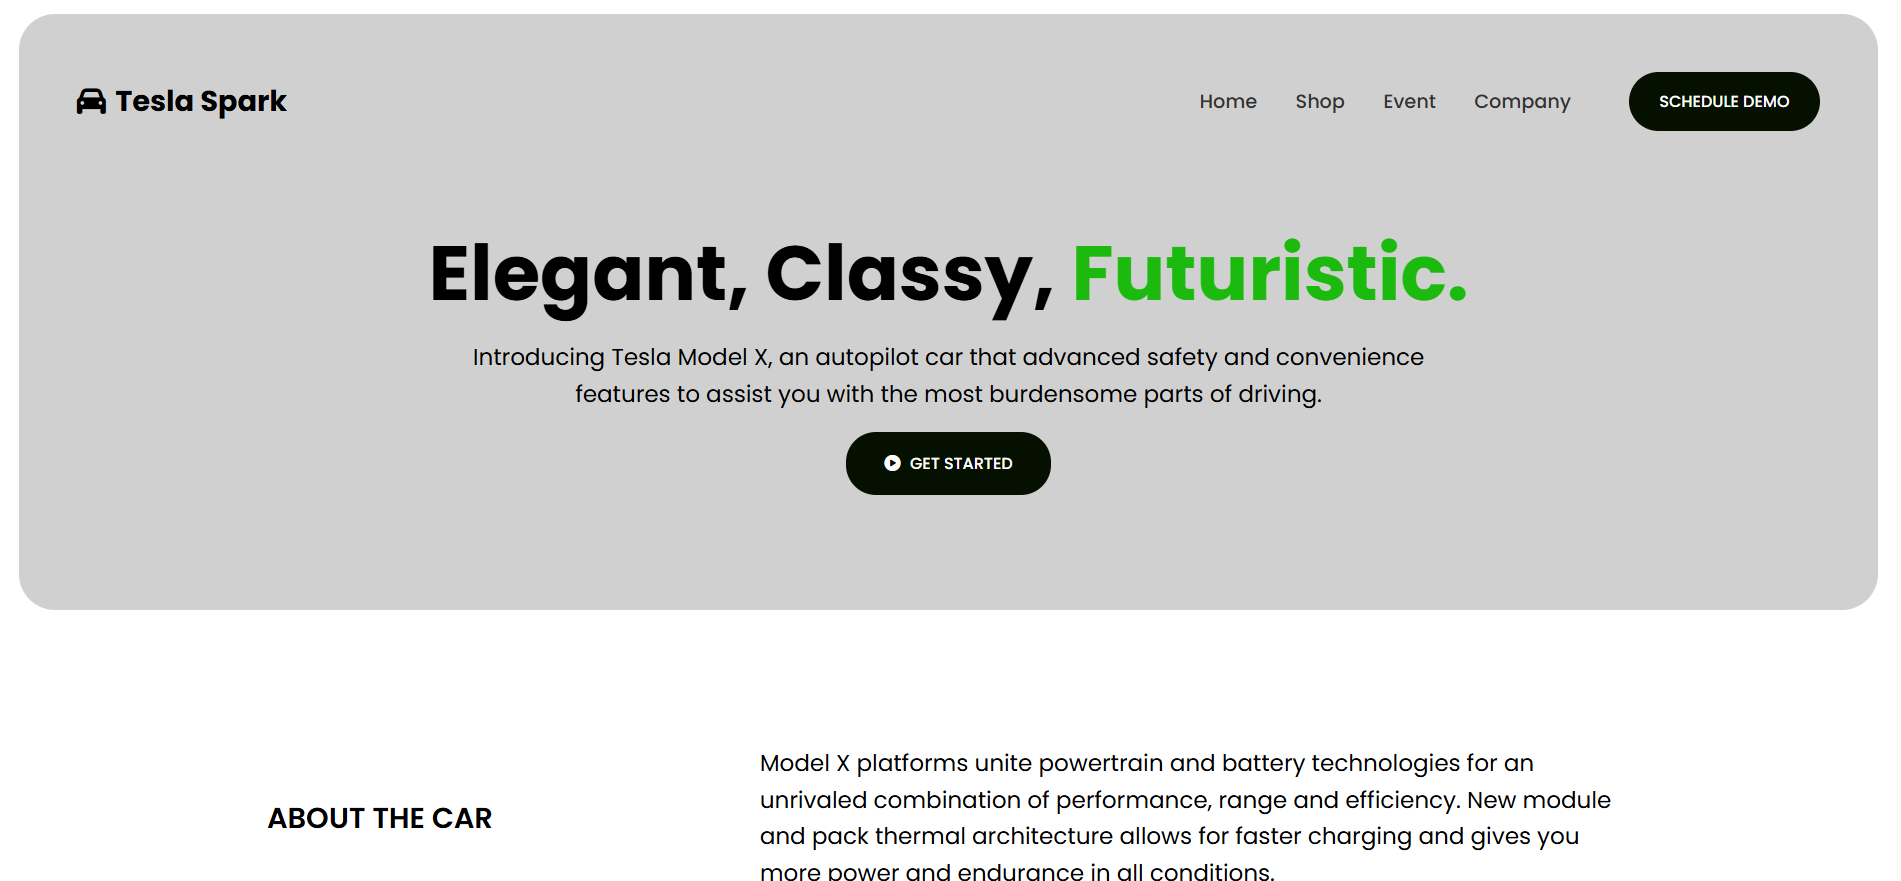 Tesla Spark
Home Shop Event Company SCHEDULE DEMO
Elegant, Classy, Futuristic.
Introducing Tesla Model X, an autopilot car that advanced safety and convenience
features to assist you with the most burdensome parts of driving.
GET STARTED
ABOUT THE CAR
Model X platforms unite powertrain and battery technologies for an
unrivaled combination of performance, range and efficiency. New module
and pack thermal architecture allows for faster charging and gives you
more power and endurance in all conditions.